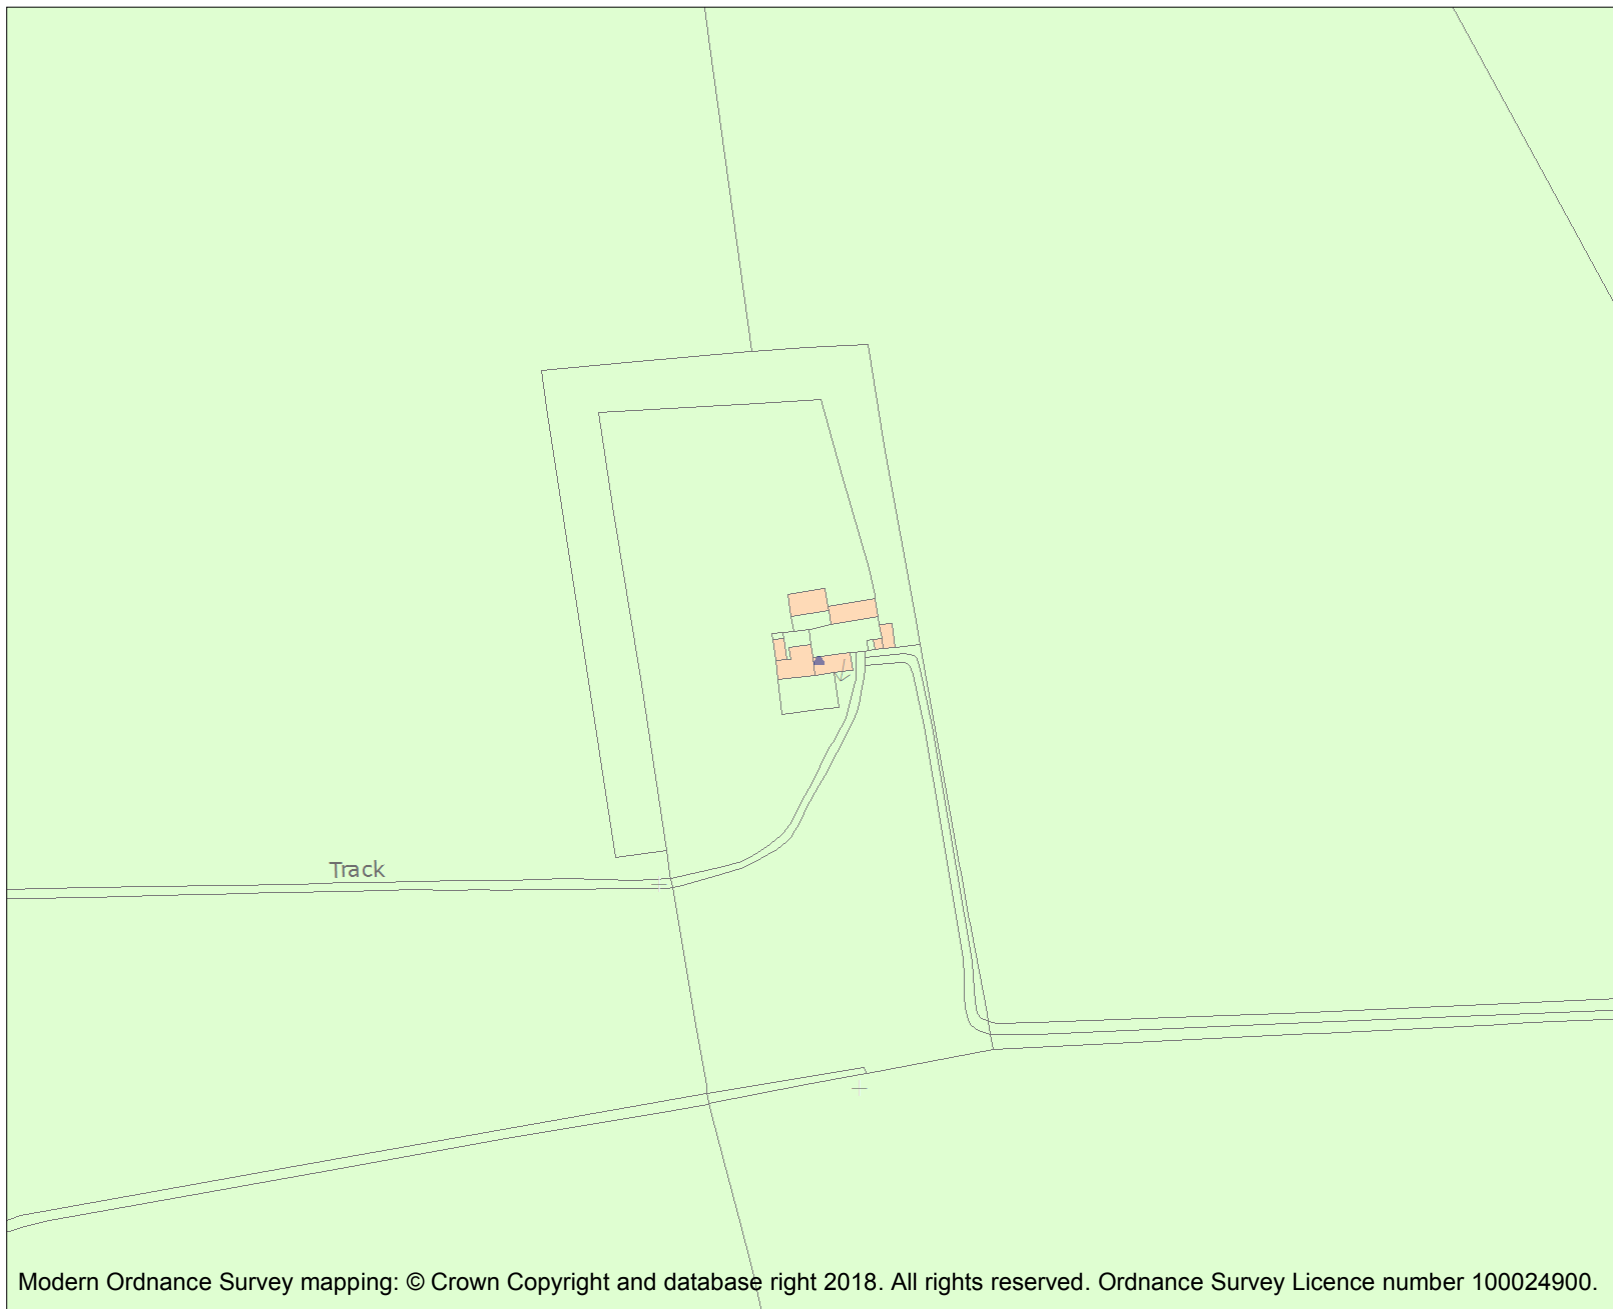 Track
Modern Ordnance Survey mapping: © Crown Copyright and database right 2018. All rights reserved. Ordnance Survey Licence number 100024900.